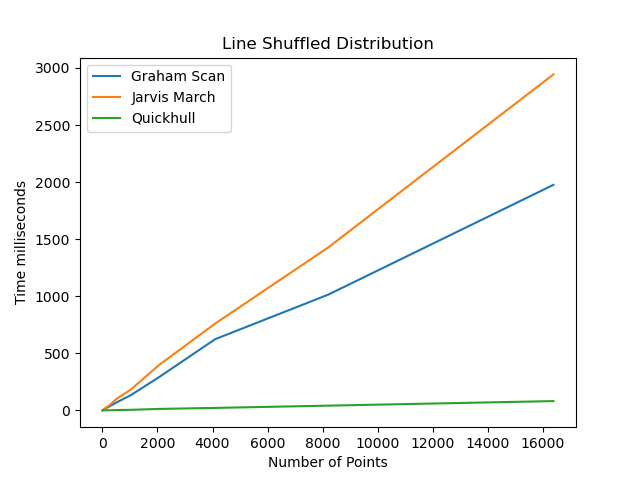 Line Shuffled Distribution
Graham Scan
Jarvis March
Quickhull
3000
2500
2000
1500
1000
500
0
Time milliseconds
0 2000 4000 6000 8000 10000 12000 14000 16000
Number of Points